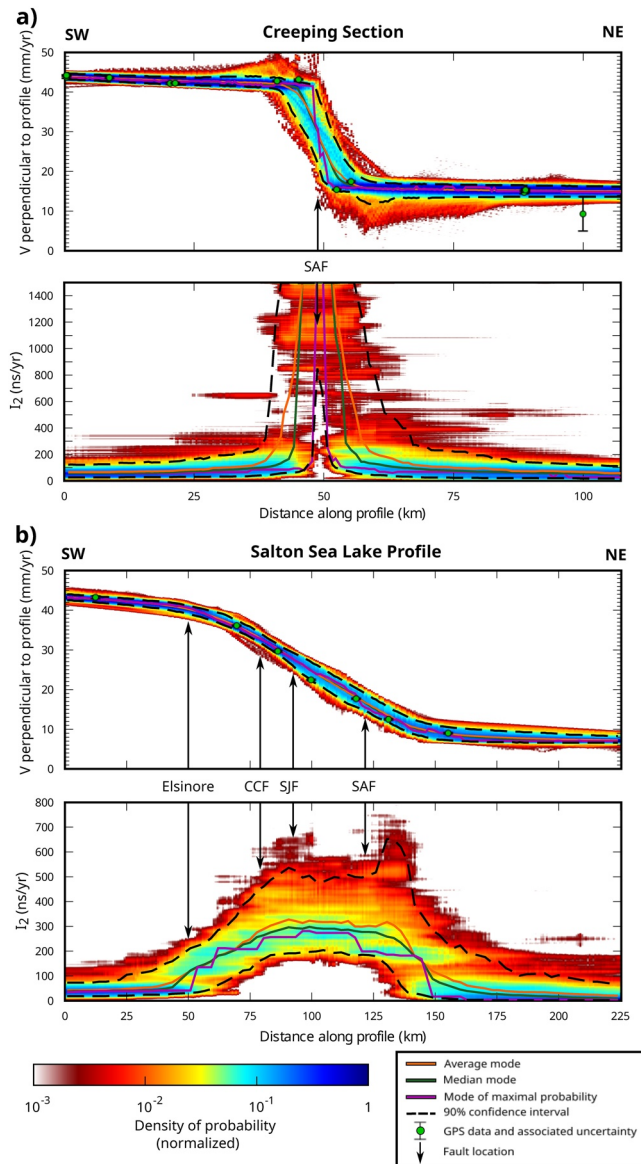 a)
Creeping Section
SW
NE
V perpendicular to profile (mm/yr)
50
40
30
20
10
0
SAF
I2 (ns/yr)
1400
1200
1000
800
600
400
200
0
0 25 50 75 100
Distance along profile (km)
b)
Salton Sea Lake Profile
SW
NE
V perpendicular to profile (mm/yr)
50
40
30
20
10
0
Elsinore CCF SJF SAF
I2 (ns/yr)
800
700
600
500
400
300
200
100
0
0 25 50 75 100 125 150 175 200 225
Distance along profile (km)
10-3 10-2 10-1 1
Density of probability
(normalized)
Average mode
Median mode
Mode of maximal probability
90% confidence interval
GPS data and associated uncertainty
Fault location